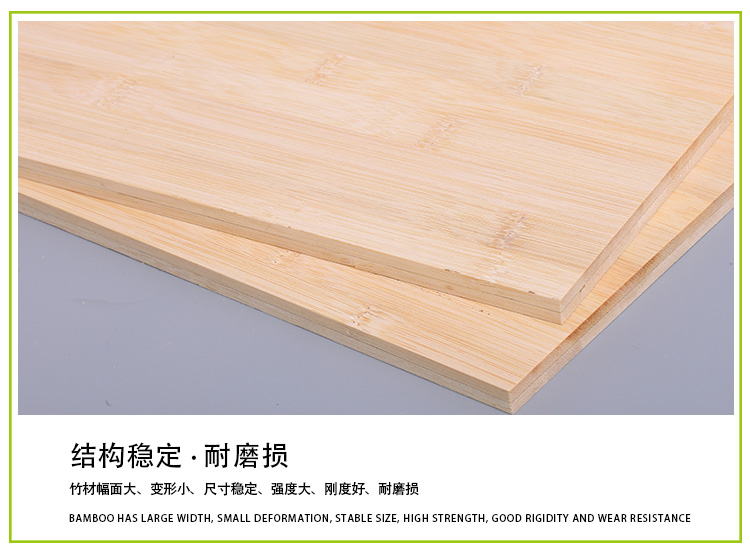 结构稳定·耐磨损
竹材幅面大、变形小、尺寸稳定、强度大、刚度好、耐磨损
BAMBOO HAS LARGE WIDTH, SMALL DEFORMATION, STABLE SIZE, HIGH STRENGTH, GOOD RIGIDITY AND WEAR RESISTANCE